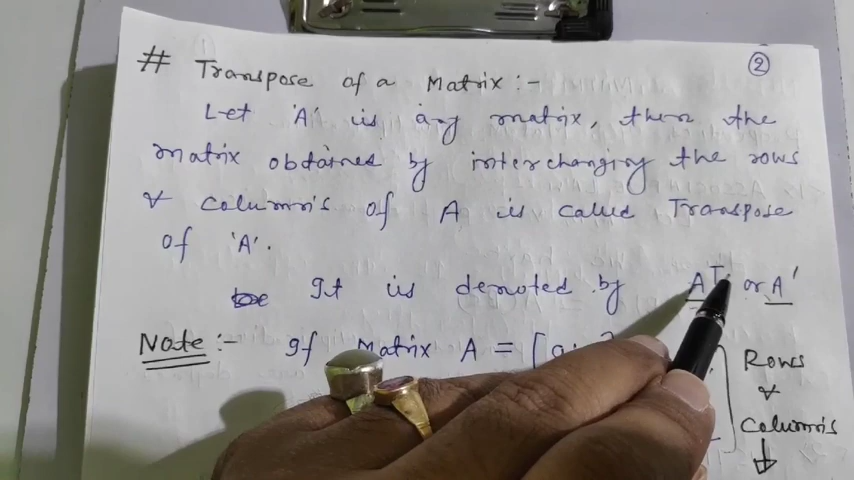 ②
# Transpose of a Matrix :-
Let 'A' is any matrix, then the
matrix obtained by interchanging the rows
& columns of A is called Transpose
of 'A'.
It is denoted by Aᵀ or A'
Note :- If Matrix A = [a
Rows
&
columns
↓